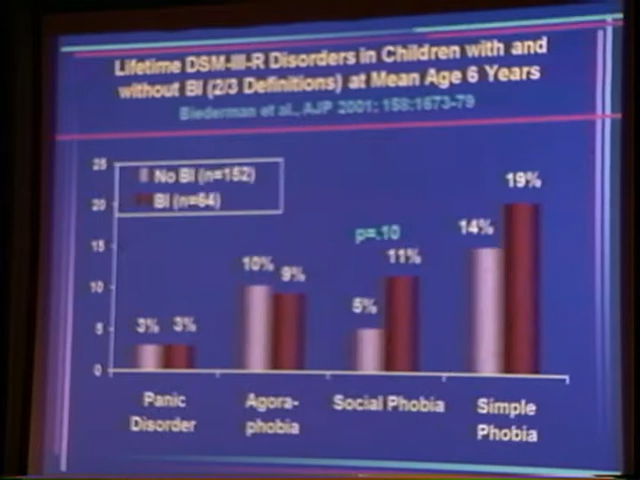 Lifetime DSM-III-R Disorders in Children with and
without BI (2/3 Definitions) at Mean Age 6 Years
Biederman et al., AJP 2001; 158:1673-79
25
No BI (n=152)
BI (n=64)
20
15
10
5
0
3%
3%
10%
9%
p=.10
5%
11%
14%
19%
Panic
Disorder
Agora-
phobia
Social Phobia
Simple
Phobia